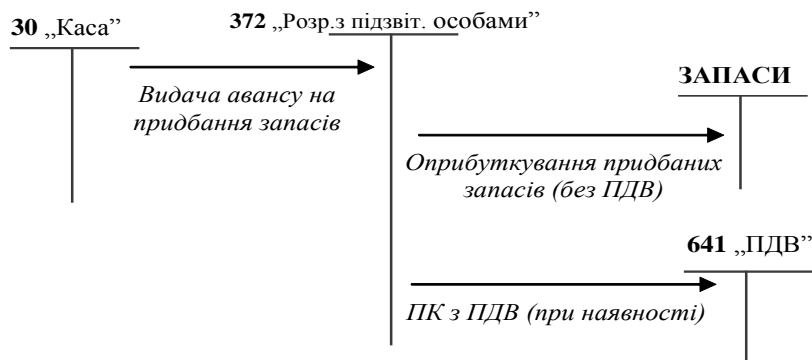 30 „Каса”
372 „Розр.з підзвіт. особами”
Видача авансу на
придбання запасів
ЗАПАСИ
Оприбуткування придбаних
запасів (без ПДВ)
641 „ПДВ”
ПК з ПДВ (при наявності)